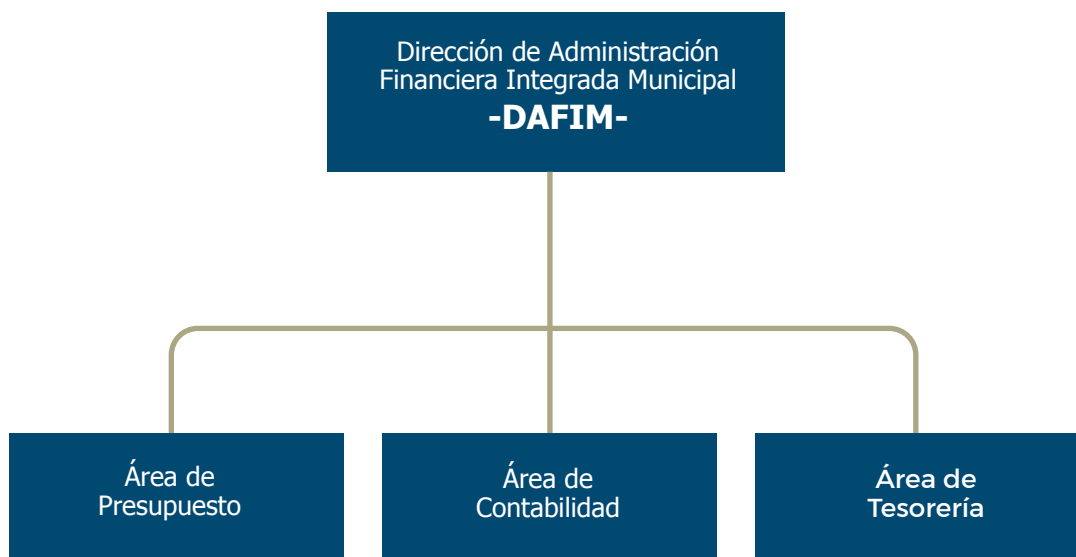 Dirección de Administración
Financiera Integrada Municipal
-DAFIM-
Área de
Presupuesto
Área de
Contabilidad
Área de
Tesorería